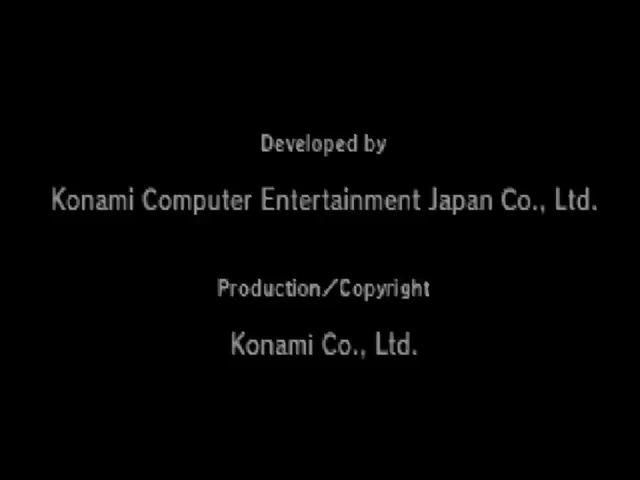 Developed by
Konami Computer Entertainment Japan Co., Ltd.
Production/Copyright
Konami Co., Ltd.